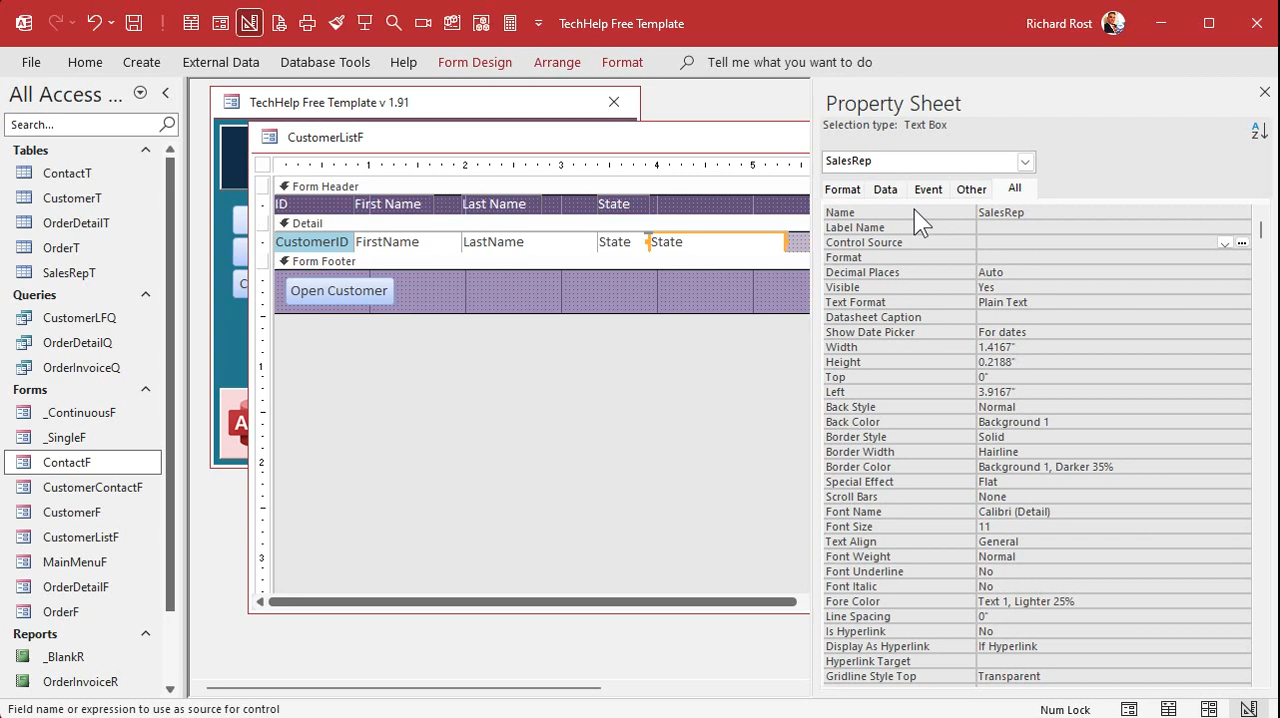 TechHelp Free Template
Richard Rost
File
Home
Create
External Data
Database Tools
Help
Form Design
Arrange
Format
Tell me what you want to do
All Access ...
Search...
Tables
ContactT
CustomerT
OrderDetailT
OrderT
SalesRepT
Queries
CustomerLFQ
OrderDetailQ
OrderInvoiceQ
Forms
_ContinuousF
_SingleF
ContactF
CustomerContactF
CustomerF
CustomerListF
MainMenuF
OrderDetailF
OrderF
Reports
_BlankR
OrderInvoiceR
TechHelp Free Template v 1.91
C
A
CustomerListF
1 2 3 4 5
Form Header
ID First Name Last Name State
Detail
CustomerID FirstName LastName State State
Form Footer
Open Customer
1
2
3
Property Sheet
Selection type: Text Box
SalesRep
Format Data Event Other All
Name SalesRep
Label Name
Control Source
Format
Decimal Places Auto
Visible Yes
Text Format Plain Text
Datasheet Caption
Show Date Picker For dates
Width 1.4167"
Height 0.2188"
Top 0"
Left 3.9167"
Back Style Normal
Back Color Background 1
Border Style Solid
Border Width Hairline
Border Color Background 1, Darker 35%
Special Effect Flat
Scroll Bars None
Font Name Calibri (Detail)
Font Size 11
Text Align General
Font Weight Normal
Font Underline No
Font Italic No
Fore Color Text 1, Lighter 25%
Line Spacing 0"
Is Hyperlink No
Display As Hyperlink If Hyperlink
Hyperlink Target
Gridline Style Top Transparent
Field name or expression to use as source for control
Num Lock